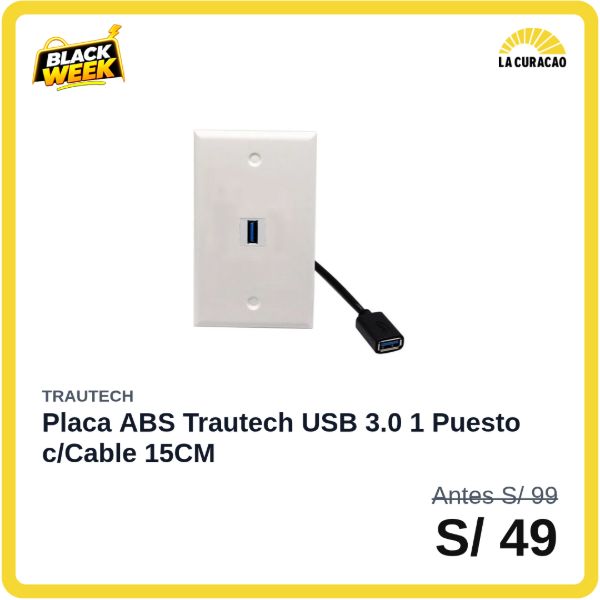 BLACK
WEEK
LA CURACAO
TRAUTECH
Placa ABS Trautech USB 3.0 1 Puesto
c/Cable 15CM
Antes S/ 99
S/ 49